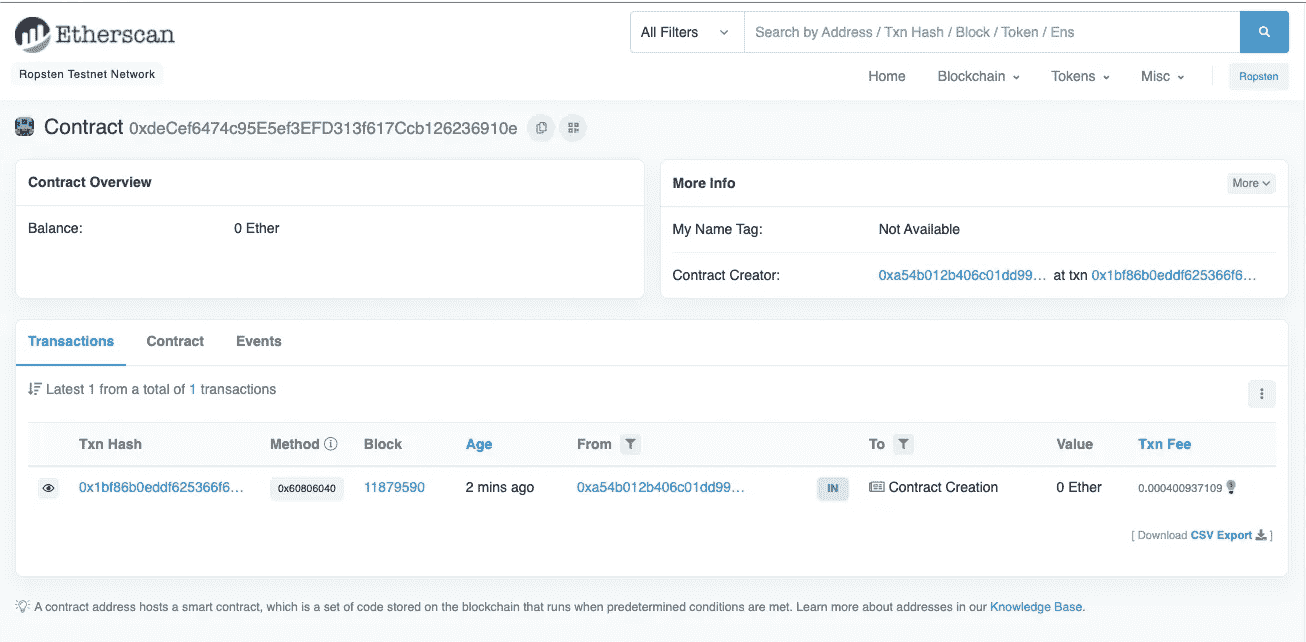 Etherscan
All Filters
Search by Address / Txn Hash / Block / Token / Ens
Ropsten Testnet Network
Home Blockchain Tokens Misc Ropsten
Contract 0xdeCef6474c95E5ef3EFD313f617Ccb126236910e
Contract Overview
Balance: 0 Ether
More Info More
My Name Tag: Not Available
Contract Creator: 0xa54b012b406c01dd99... at txn 0x1bf86b0eddf625366f6...
Transactions Contract Events
Latest 1 from a total of 1 transactions
Txn Hash Method Block Age From To Value Txn Fee
0x1bf86b0eddf625366f6... 0x60806040 11879590 2 mins ago 0xa54b012b406c01dd99... IN Contract Creation 0 Ether 0.000400937109
[ Download CSV Export ]
A contract address hosts a smart contract, which is a set of code stored on the blockchain that runs when predetermined conditions are met. Learn more about addresses in our Knowledge Base.